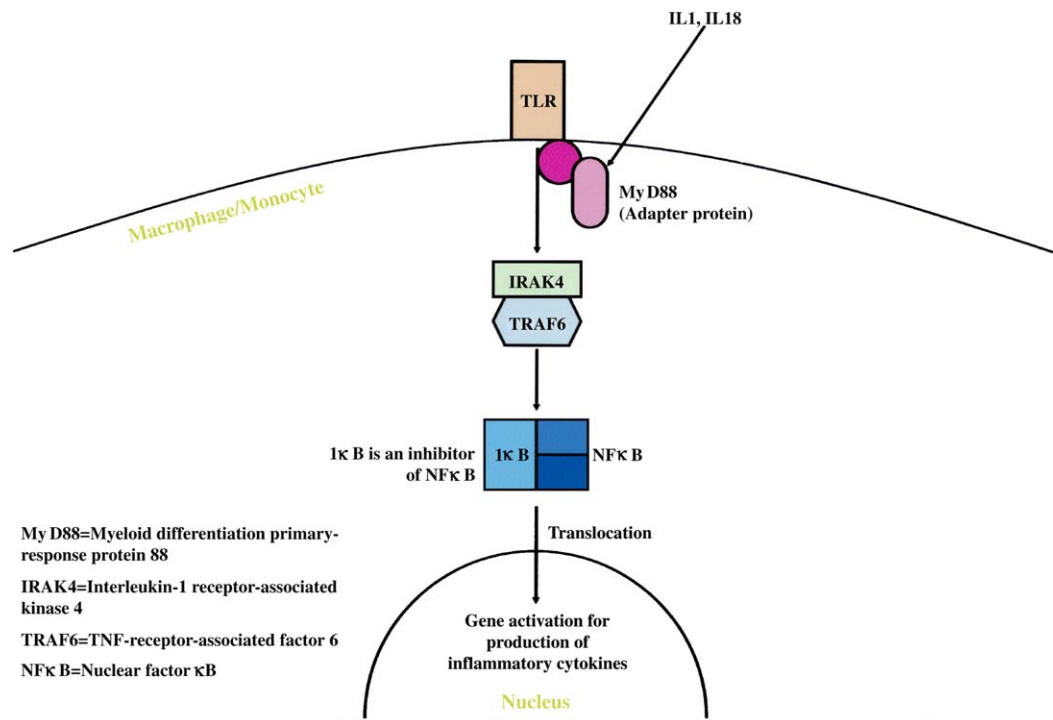 IL1, IL18
TLR
Macrophage/Monocyte
My D88
(Adapter protein)
IRAK4
TRAF6
1κ B is an inhibitor
of NFκ B
1κ B
NFκ B
Translocation
My D88=Myeloid differentiation primary-
response protein 88
IRAK4=Interleukin-1 receptor-associated
kinase 4
TRAF6=TNF-receptor-associated factor 6
NFκ B=Nuclear factor κB
Gene activation for
production of
inflammatory cytokines
Nucleus